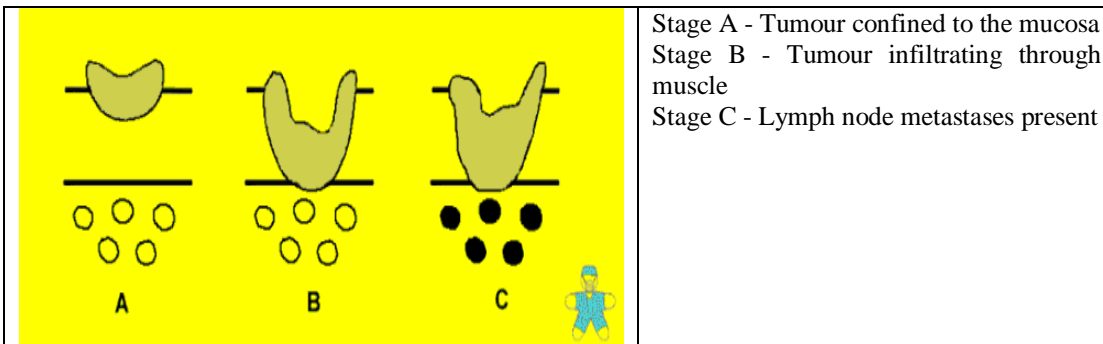 Stage A - Tumour confined to the mucosa
Stage B - Tumour infiltrating through
muscle
Stage C - Lymph node metastases present
A B C